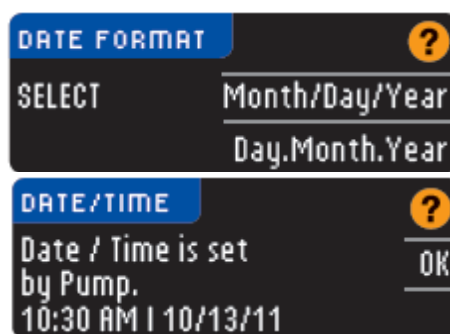 DATE FORMAT ?
SELECT Month/Day/Year
Day.Month.Year
DATE/TIME ?
Date / Time is set
OK
by Pump.
10:30 AM | 10/13/11